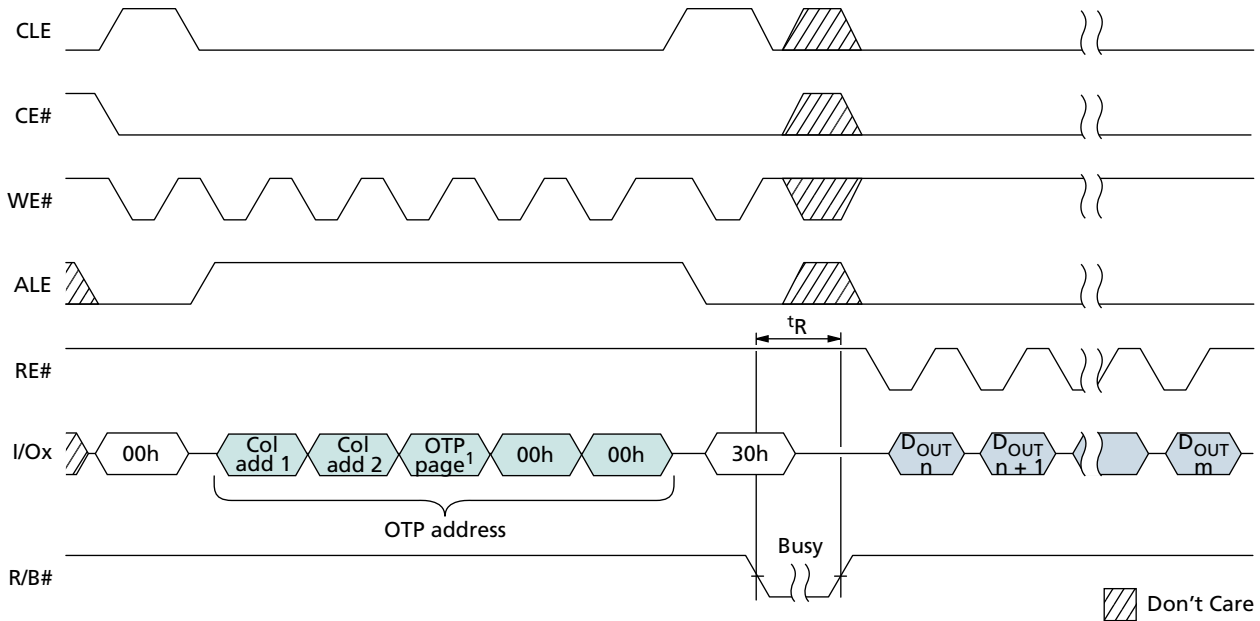 CLE
CE#
WE#
ALE
tR
RE#
I/Ox
00h
Col
add 1
Col
add 2
OTP
page1
00h
00h
30h
DOUT
n
DOUT
n + 1
DOUT
m
OTP address
Busy
R/B#
Don't Care